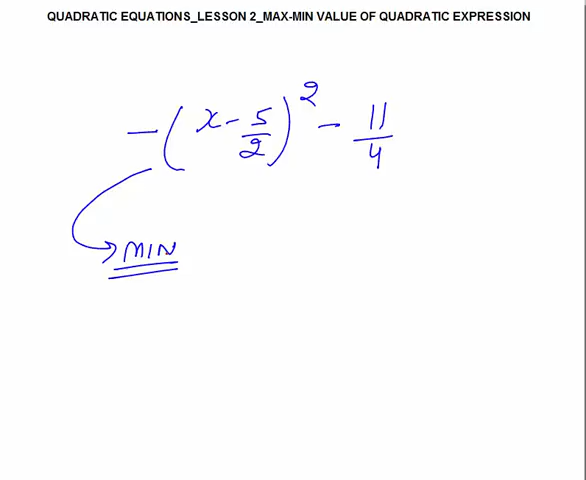 QUADRATIC EQUATIONS_LESSON 2_MAX-MIN VALUE OF QUADRATIC EXPRESSION
-(x - 5/2)^2 - 11/4
MIN